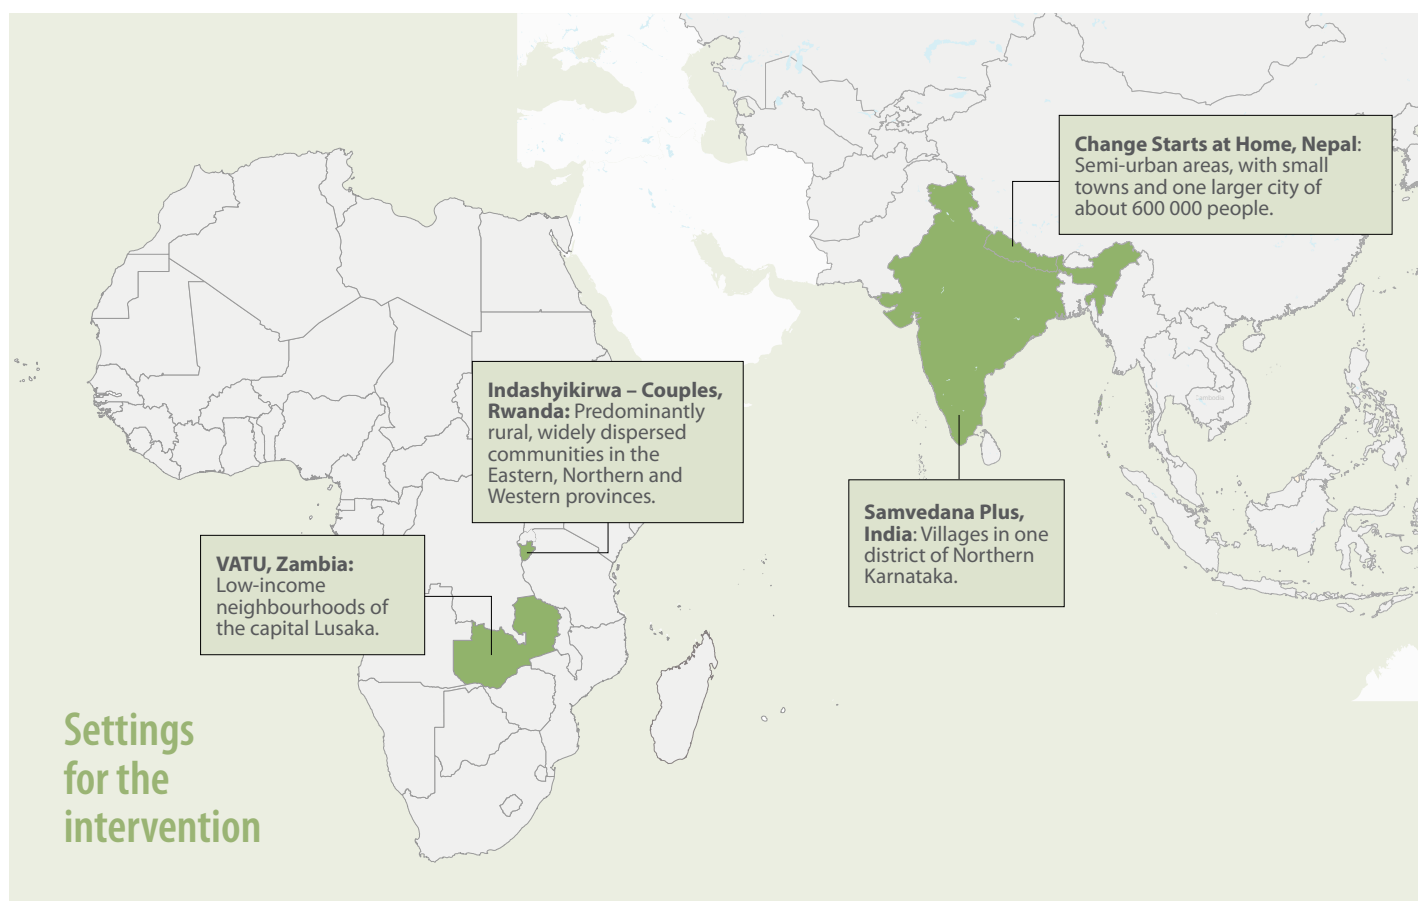 Change Starts at Home, Nepal:
Semi-urban areas, with small
towns and one larger city of
about 600 000 people.
Indashyikirwa – Couples,
Rwanda: Predominantly
rural, widely dispersed
communities in the
Eastern, Northern and
Western provinces.
Cambodia
Samvedana Plus,
India: Villages in one
district of Northern
Karnataka.
VATU, Zambia:
Low-income
neighbourhoods of
the capital Lusaka.
Settings
for the
intervention